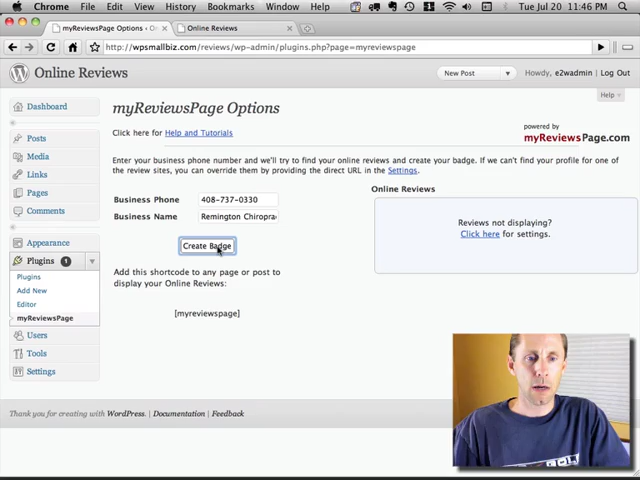 Chrome File Edit View History Bookmarks Window Help
Tue Jul 20 11:46 PM
myReviewsPage Options ‹ O
Online Reviews
http://wpsmallbiz.com/reviews/wp-admin/plugins.php?page=myreviewspage
Online Reviews
New Post
Howdy, e2wadmin | Log Out
Help
Dashboard
Posts
Media
Links
Pages
Comments
Appearance
Plugins 1
Plugins
Add New
Editor
myReviewsPage
Users
Tools
Settings
myReviewsPage Options
Click here for Help and Tutorials
powered by
myReviewsPage.com
Enter your business phone number and we'll try to find your online reviews and create your badge. If we can't find your profile for one of
the review sites, you can override them by providing the direct URL in the Settings.
Business Phone 408-737-0330
Business Name Remington Chiroprac
Create Badge
Add this shortcode to any page or post to
display your Online Reviews:
[myreviewspage]
Online Reviews
Reviews not displaying?
Click here for settings.
Thank you for creating with WordPress. | Documentation | Feedback